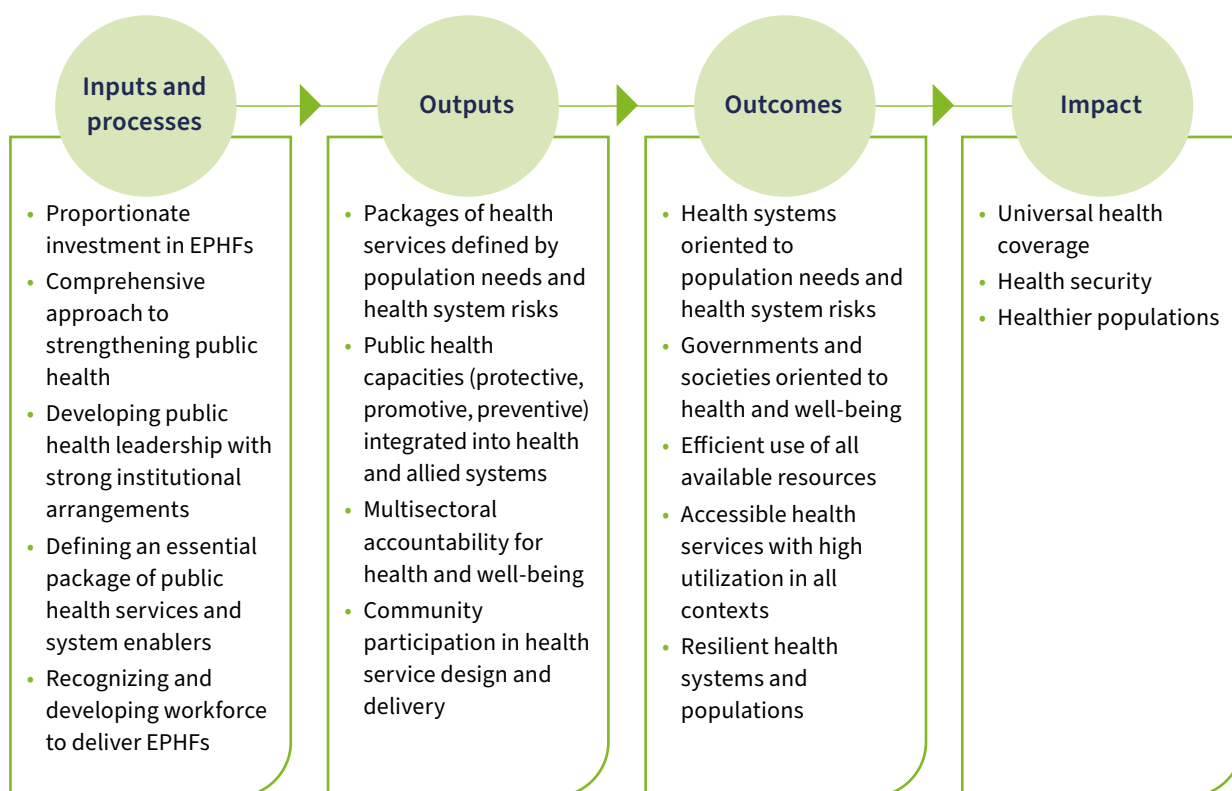 Inputs and
processes
• Proportionate
investment in EPHFs
• Comprehensive
approach to
strengthening public
health
• Developing public
health leadership with
strong institutional
arrangements
• Defining an essential
package of public
health services and
system enablers
• Recognizing and
developing workforce
to deliver EPHFs
Outputs
• Packages of health
services defined by
population needs and
health system risks
• Public health
capacities (protective,
promotive, preventive)
integrated into health
and allied systems
• Multisectoral
accountability for
health and well-being
• Community
participation in health
service design and
delivery
Outcomes
• Health systems
oriented to
population needs and
health system risks
• Governments and
societies oriented to
health and well-being
• Efficient use of all
available resources
• Accessible health
services with high
utilization in all
contexts
• Resilient health
systems and
populations
Impact
• Universal health
coverage
• Health security
• Healthier populations